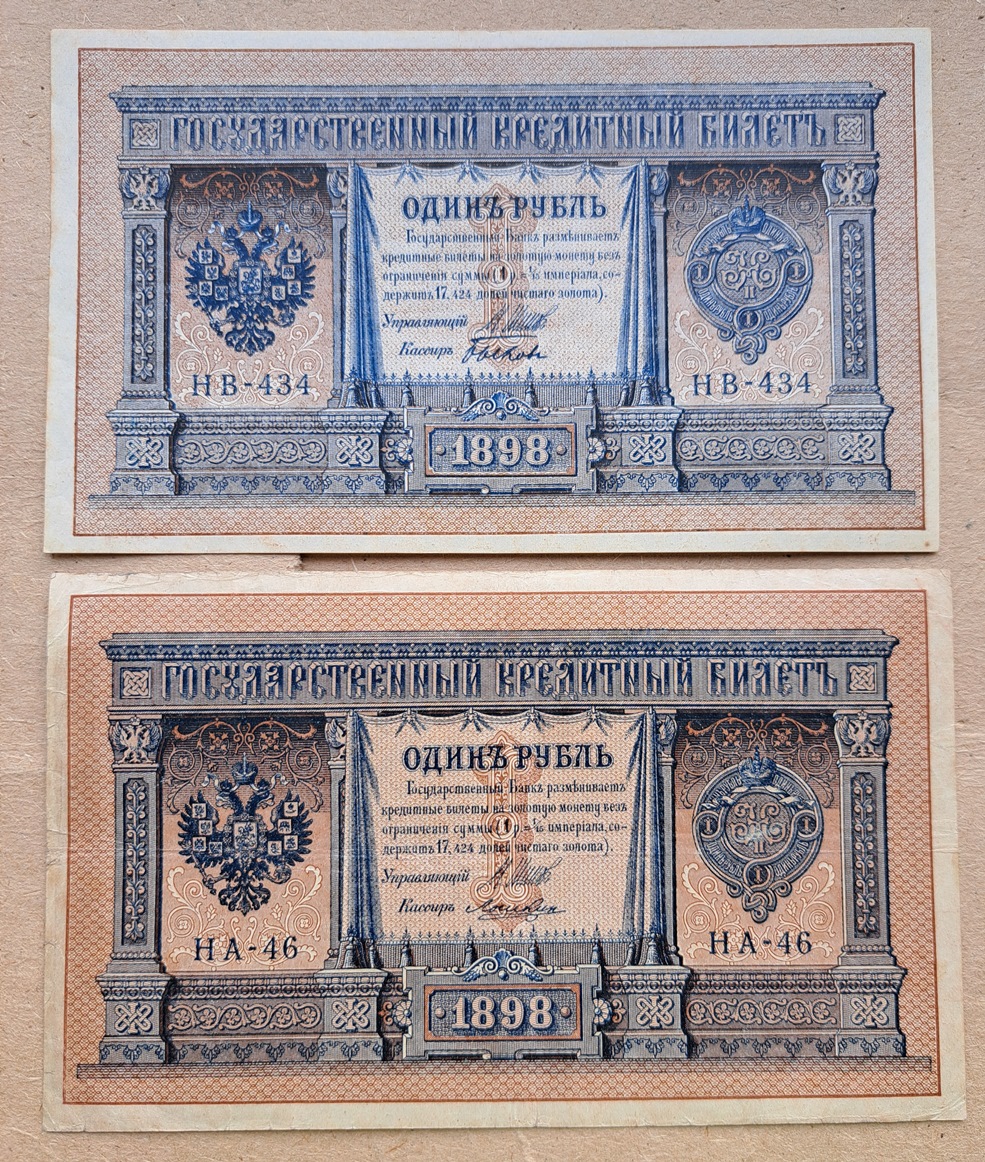 ГОСУДАРСТВЕННЫЙ КРЕДИТНЫЙ БИЛЕТЪ
ОДИНЪ РУБЛЬ
Государственный Банкъ размѣниваетъ
кредитные билеты на золотую монету безъ
ограниченія суммы (1 р. = 1/15 имперіала, со-
держитъ 17,424 долей чистаго золота).
Управляющій
Кассиръ
НВ-434
НВ-434
1898
ГОСУДАРСТВЕННЫЙ КРЕДИТНЫЙ БИЛЕТЪ
ОДИНЪ РУБЛЬ
Государственный Банкъ размѣниваетъ
кредитные билеты на золотую монету безъ
ограниченія суммы (1 р. = 1/15 имперіала, со-
держитъ 17,424 долей чистаго золота).
Управляющій
Кассиръ
НА-46
НА-46
1898